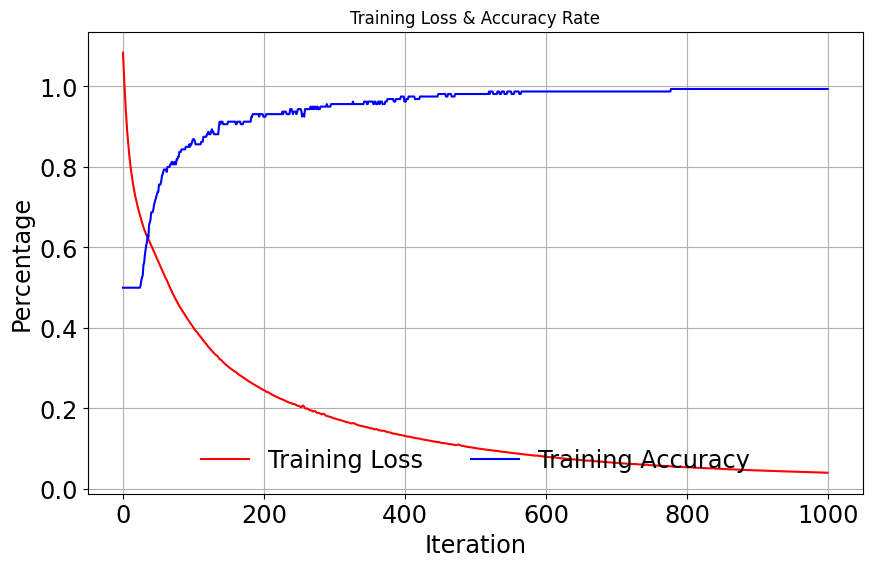 Training Loss & Accuracy Rate
1.0
0.8
0.6
0.4
0.2
0.0
Percentage
Training Loss
Training Accuracy
0 200 400 600 800 1000
Iteration